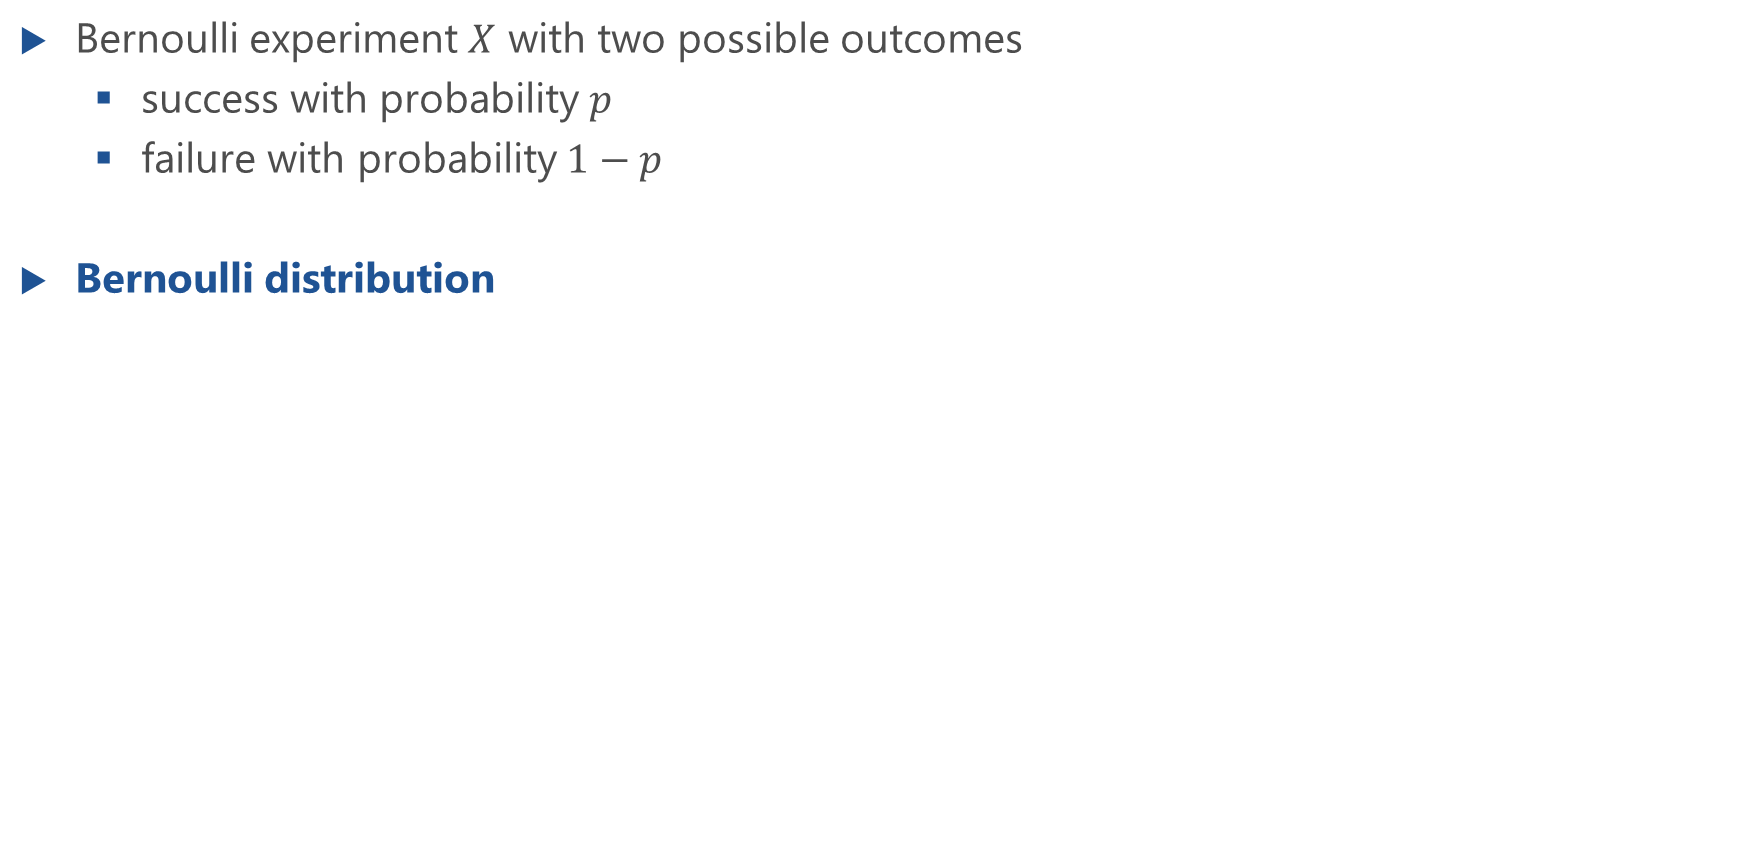 ▶ Bernoulli experiment X with two possible outcomes
▪ success with probability p
▪ failure with probability 1 − p
▶ Bernoulli distribution